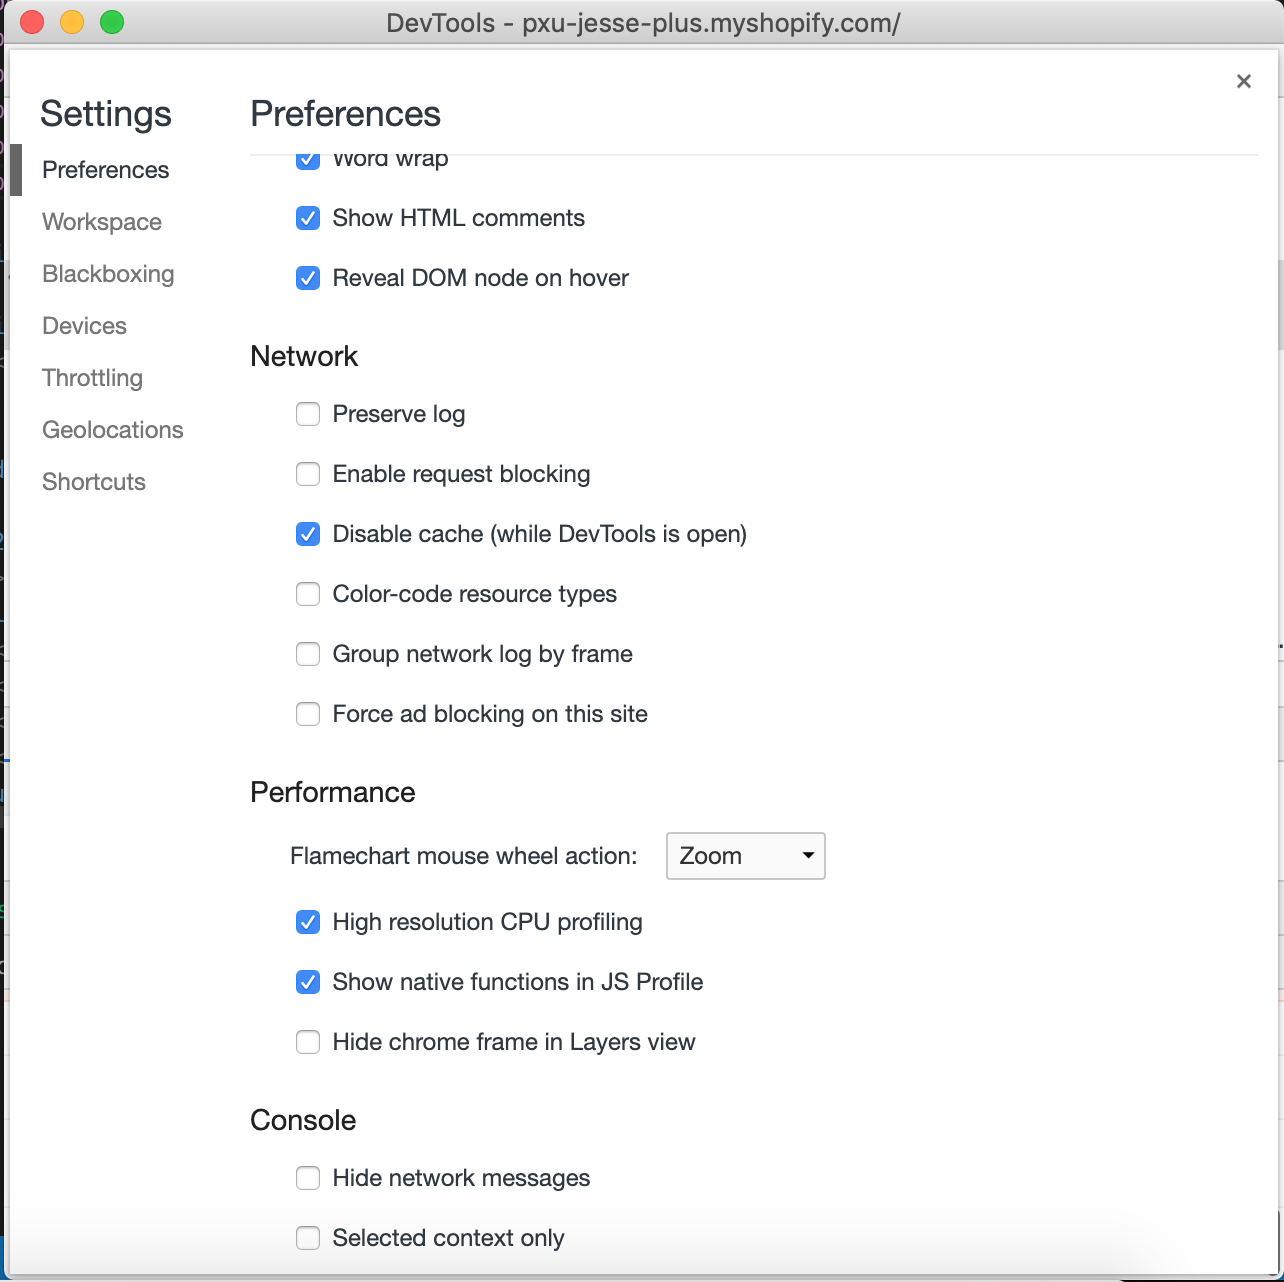 DevTools - pxu-jesse-plus.myshopify.com/
Settings
Preferences
Workspace
Blackboxing
Devices
Throttling
Geolocations
Shortcuts
Preferences
Word wrap
Show HTML comments
Reveal DOM node on hover
Network
Preserve log
Enable request blocking
Disable cache (while DevTools is open)
Color-code resource types
Group network log by frame
Force ad blocking on this site
Performance
Flamechart mouse wheel action: Zoom
High resolution CPU profiling
Show native functions in JS Profile
Hide chrome frame in Layers view
Console
Hide network messages
Selected context only